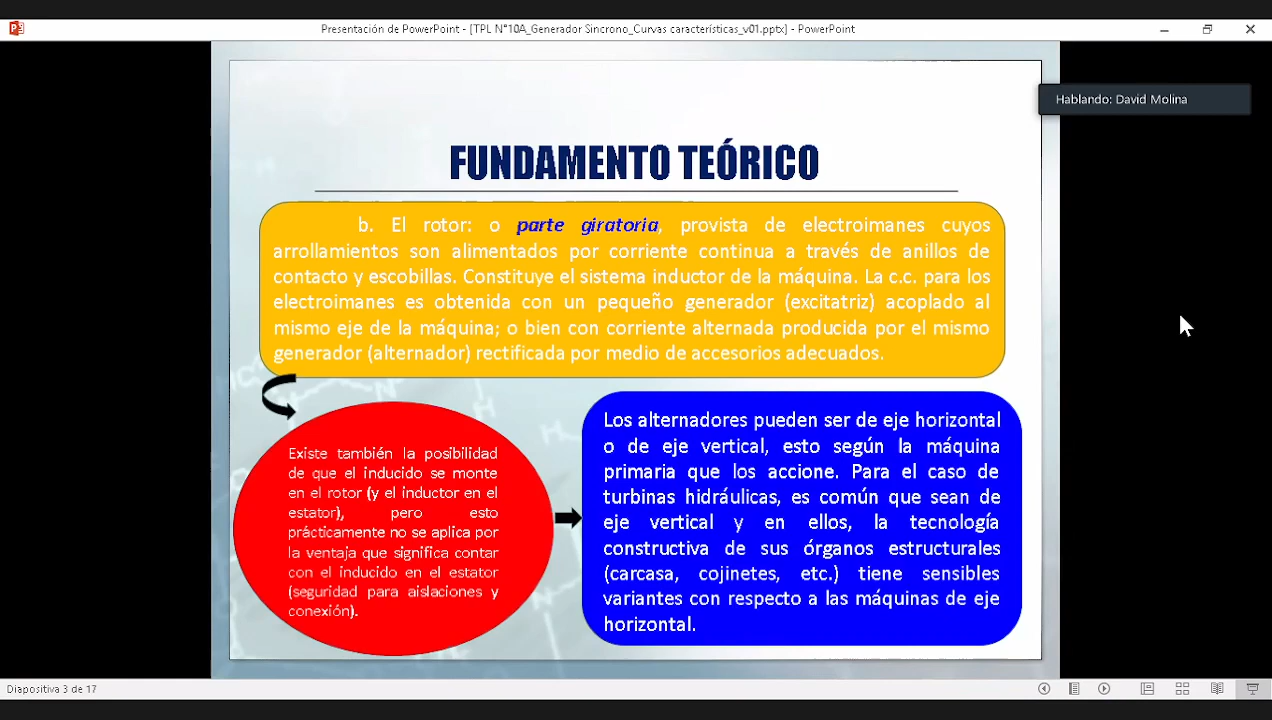 Presentación de PowerPoint - [TPL N°10A_Generador Sincrono_Curvas características_v01.pptx] - PowerPoint
Hablando: David Molina
FUNDAMENTO TEÓRICO
b. El rotor: o parte giratoria, provista de electroimanes cuyos
arrollamientos son alimentados por corriente continua a través de anillos de
contacto y escobillas. Constituye el sistema inductor de la máquina. La c.c. para los
electroimanes es obtenida con un pequeño generador (excitatriz) acoplado al
mismo eje de la máquina; o bien con corriente alternada producida por el mismo
generador (alternador) rectificada por medio de accesorios adecuados.
Existe también la posibilidad
de que el inducido se monte
en el rotor (y el inductor en el
estator), pero esto
prácticamente no se aplica por
la ventaja que significa contar
con el inducido en el estator
(seguridad para aislaciones y
conexión).
Los alternadores pueden ser de eje horizontal
o de eje vertical, esto según la máquina
primaria que los accione. Para el caso de
turbinas hidráulicas, es común que sean de
eje vertical y en ellos, la tecnología
constructiva de sus órganos estructurales
(carcasa, cojinetes, etc.) tiene sensibles
variantes con respecto a las máquinas de eje
horizontal.
Diapositiva 3 de 17